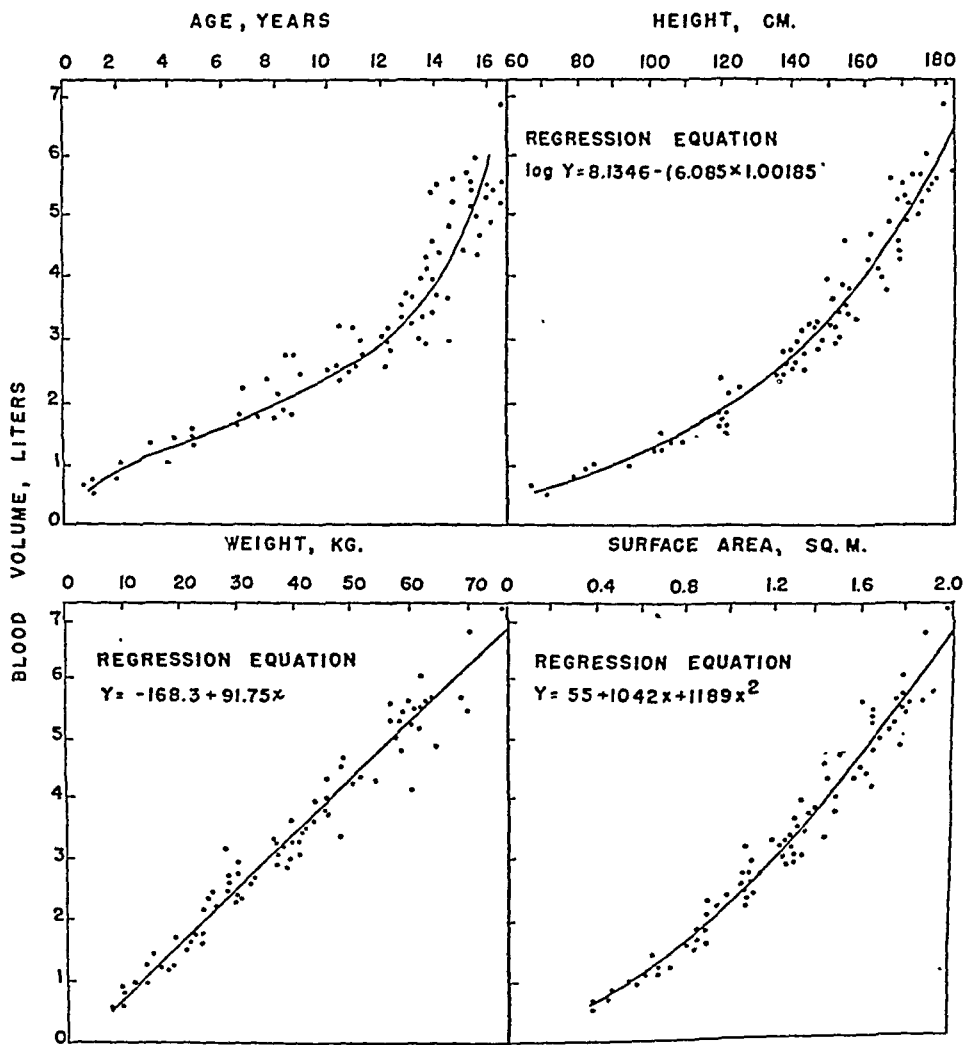 AGE, YEARS
HEIGHT, CM.
0 2 4 6 8 10 12 14 16 60 80 100 120 140 160 180
7
6
5
4
3
2
1
0
REGRESSION EQUATION
log Y=8.1346-(6.085×1.00185
BLOOD VOLUME, LITERS
WEIGHT, KG.
SURFACE AREA, SQ. M.
0 10 20 30 40 50 60 70 0 0.4 0.8 1.2 1.6 2.0
7
6
5
4
3
2
1
0
REGRESSION EQUATION
Y= -168.3+91.75x
REGRESSION EQUATION
Y= 55+1042x+1189x²